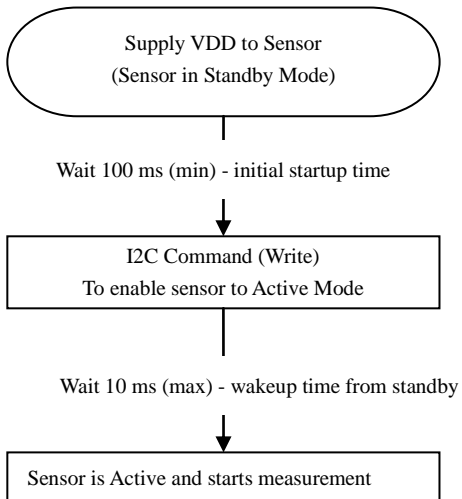 Supply VDD to Sensor
(Sensor in Standby Mode)
Wait 100 ms (min) - initial startup time
I2C Command (Write)
To enable sensor to Active Mode
Wait 10 ms (max) - wakeup time from standby
Sensor is Active and starts measurement